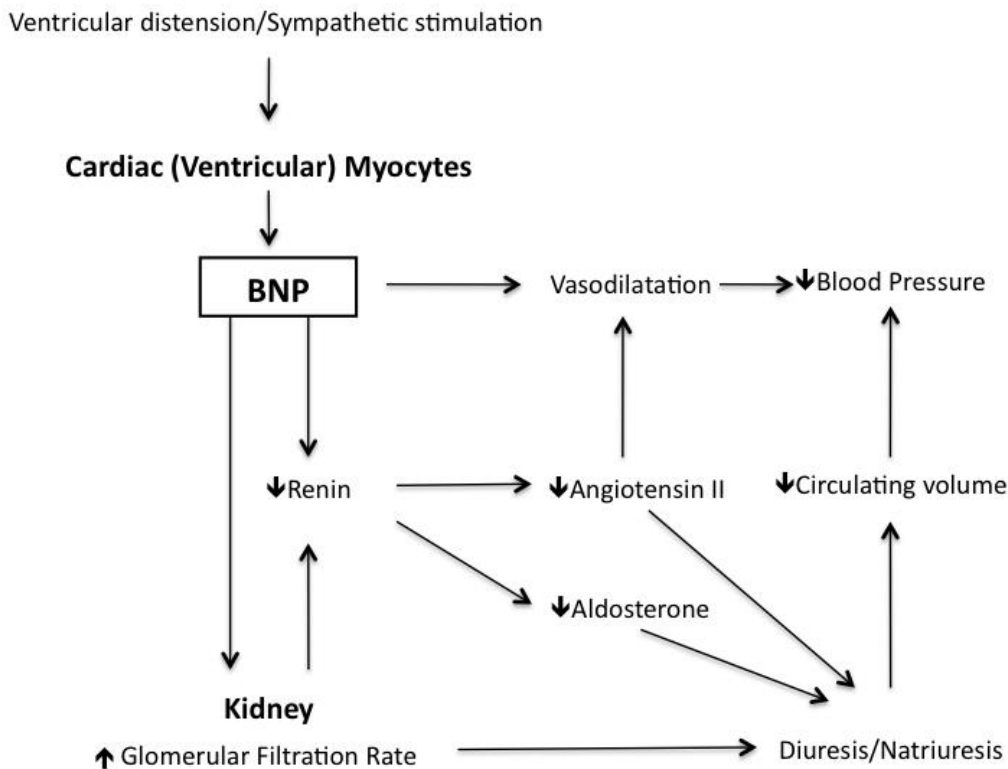 Ventricular distension/Sympathetic stimulation
Cardiac (Ventricular) Myocytes
BNP
Vasodilatation
↓Blood Pressure
↓Renin
↓Angiotensin II
↓Circulating volume
↓Aldosterone
Kidney
↑ Glomerular Filtration Rate
Diuresis/Natriuresis